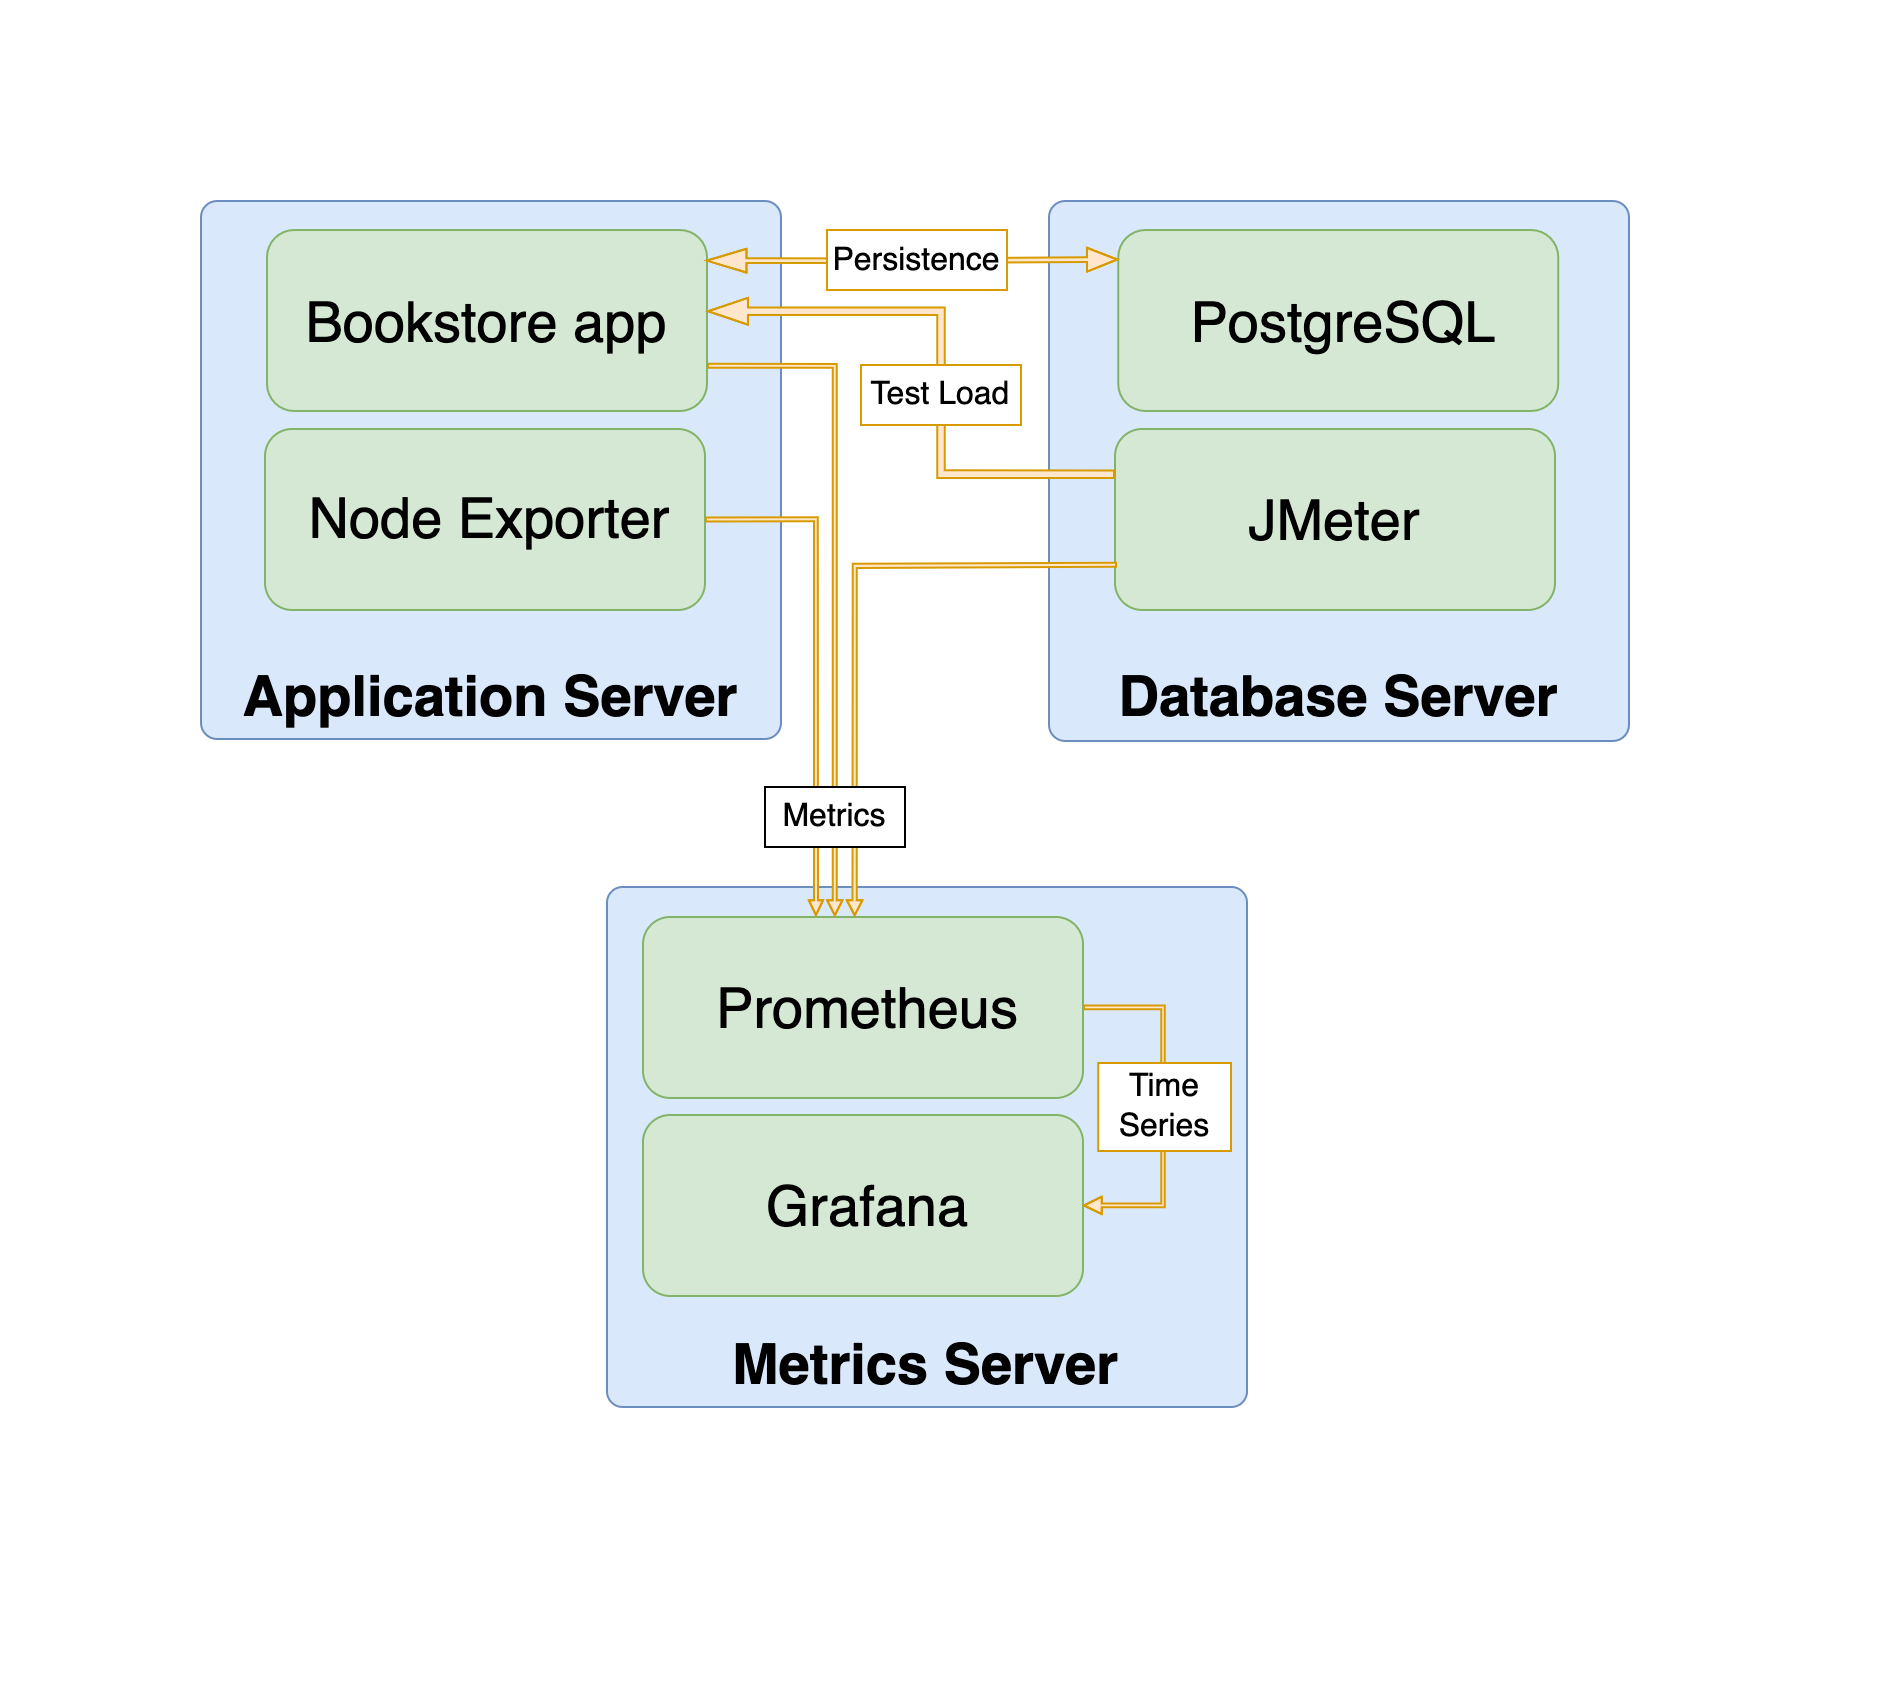 Bookstore app
Persistence
PostgreSQL
Test Load
Node Exporter
JMeter
Application Server
Database Server
Metrics
Prometheus
Time
Series
Grafana
Metrics Server